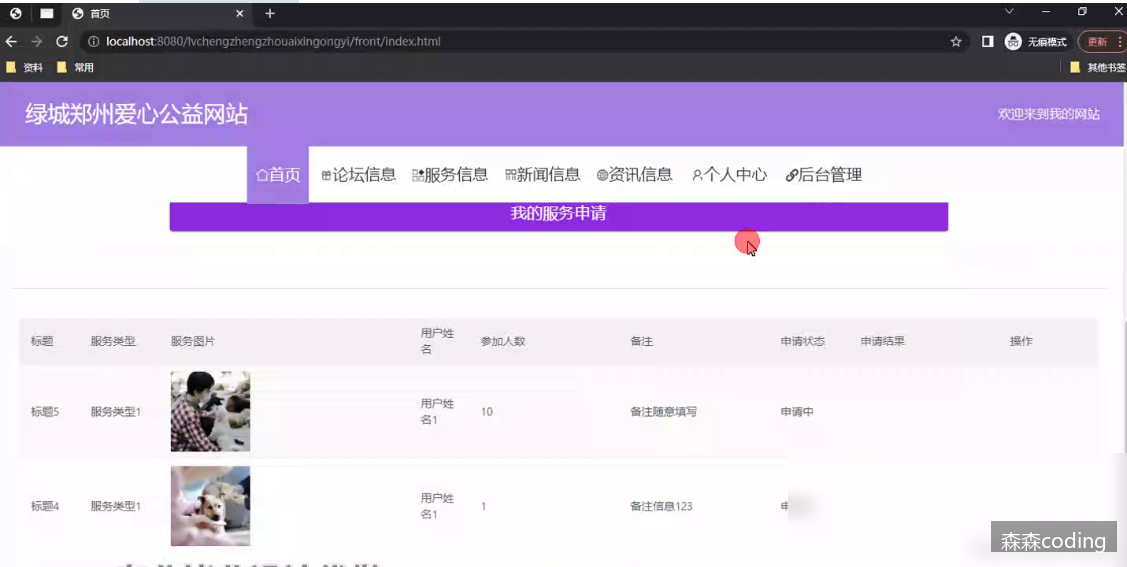 首页
localhost:8080/lvchengzhengzhouaixingongyi/front/index.html
无痕模式
更新
资料
常用
其他书签
绿城郑州爱心公益网站
欢迎来到我的网站
首页 论坛信息 服务信息 新闻信息 资讯信息 个人中心 后台管理
我的服务申请
标题 服务类型 服务图片 用户姓名 参加人数 备注 申请状态 申请结果 操作
标题5 服务类型1 用户姓名1 10 备注随意填写 申请中
标题4 服务类型1 用户姓名1 1 备注信息123
森森coding